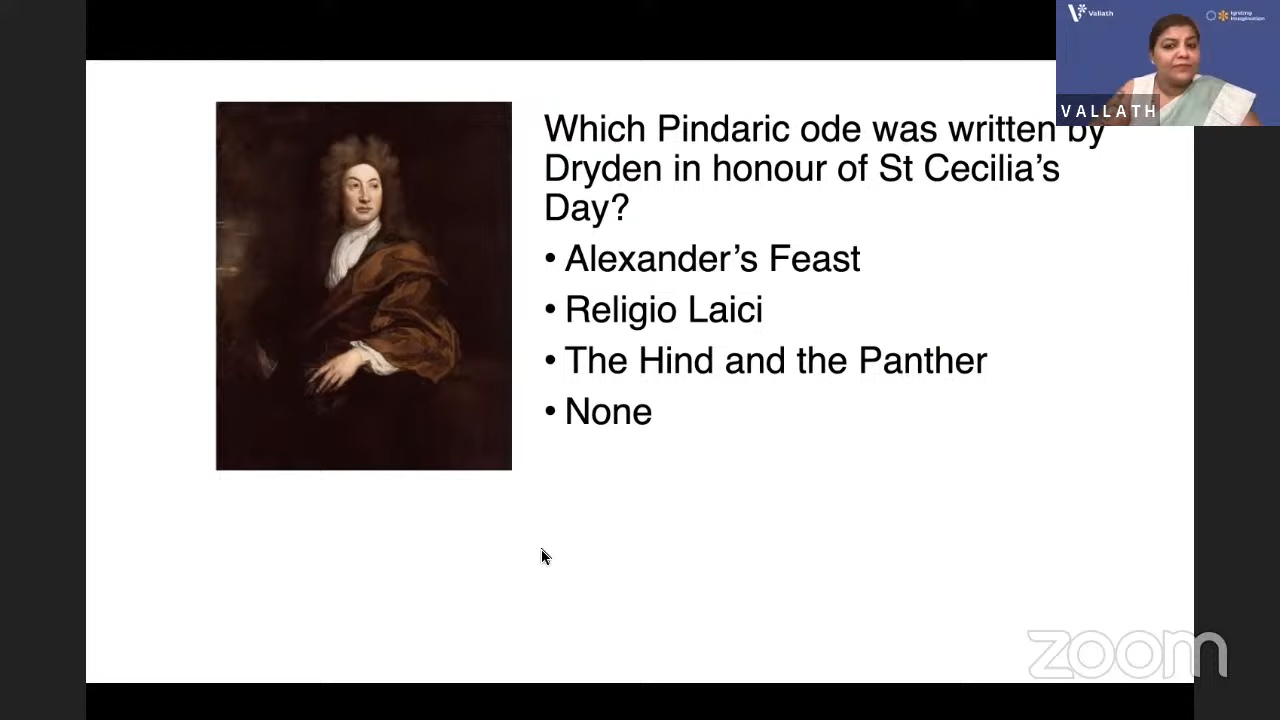 Vallath
Igniting
Imagination
VALLATH
Which Pindaric ode was written by
Dryden in honour of St Cecilia’s
Day?
• Alexander’s Feast
• Religio Laici
• The Hind and the Panther
• None
zoom